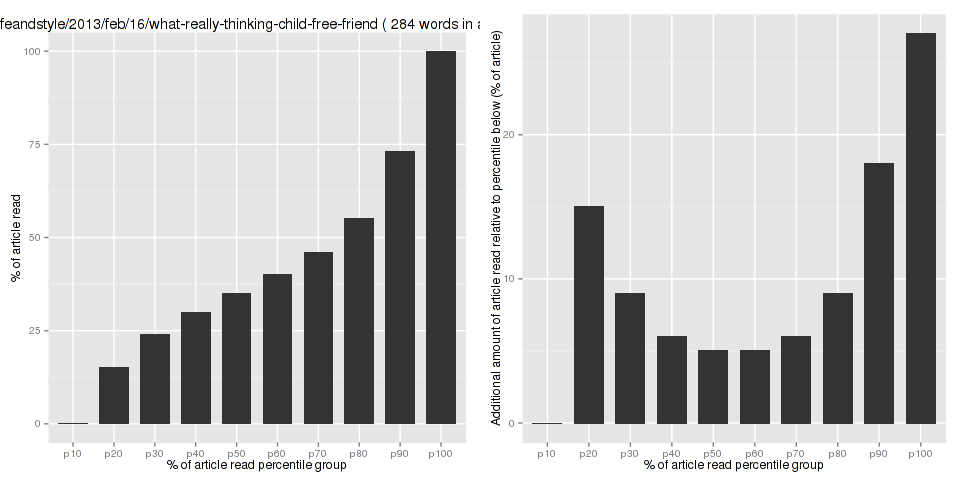 feandstyle/2013/feb/16/what-really-thinking-child-free-friend ( 284 words in
% of article read
100
75
50
25
0
p10 p20 p30 p40 p50 p60 p70 p80 p90 p100
% of article read percentile group
Additional amount of article read relative to percentile below (% of article)
20
10
0
p10 p20 p30 p40 p50 p60 p70 p80 p90 p100
% of article read percentile group